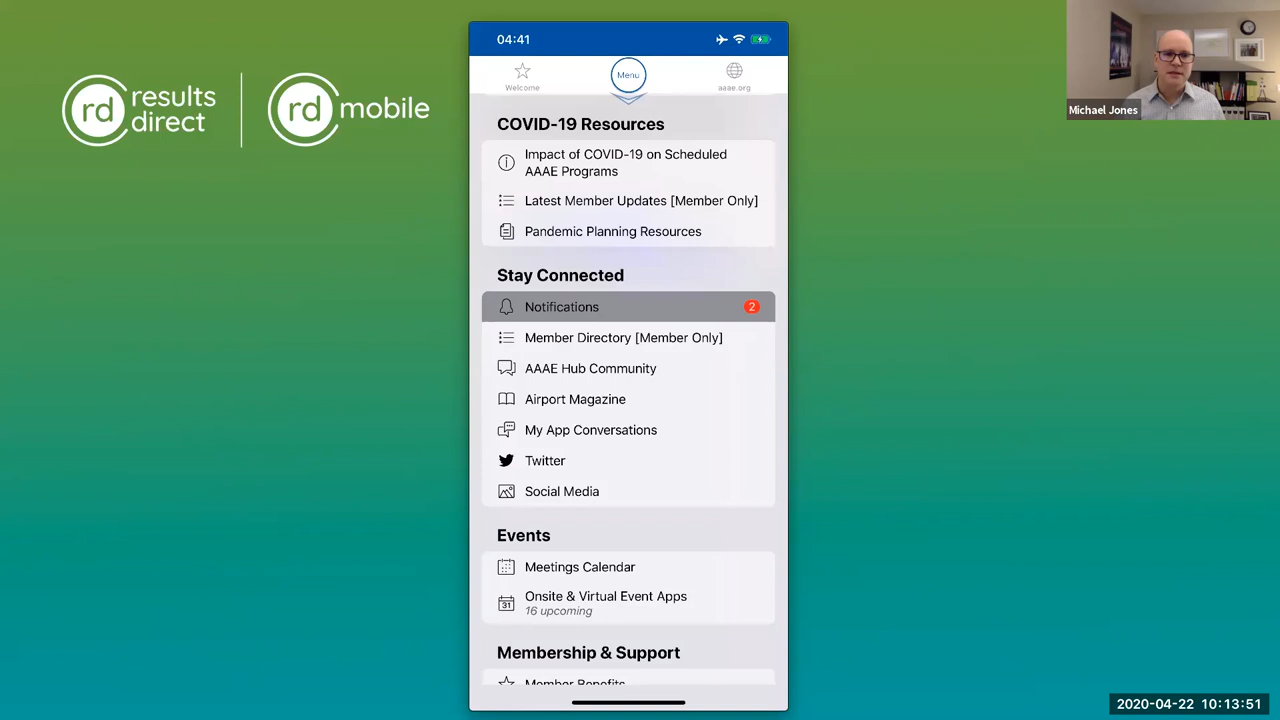 rd results direct
rd mobile
04:41
Welcome
Menu
aaae.org
COVID-19 Resources
Impact of COVID-19 on Scheduled
AAAE Programs
Latest Member Updates [Member Only]
Pandemic Planning Resources
Stay Connected
Notifications 2
Member Directory [Member Only]
AAAE Hub Community
Airport Magazine
My App Conversations
Twitter
Social Media
Events
Meetings Calendar
31 Onsite & Virtual Event Apps
16 upcoming
Membership & Support
Member Benefits
Michael Jones
2020-04-22 10:13:51